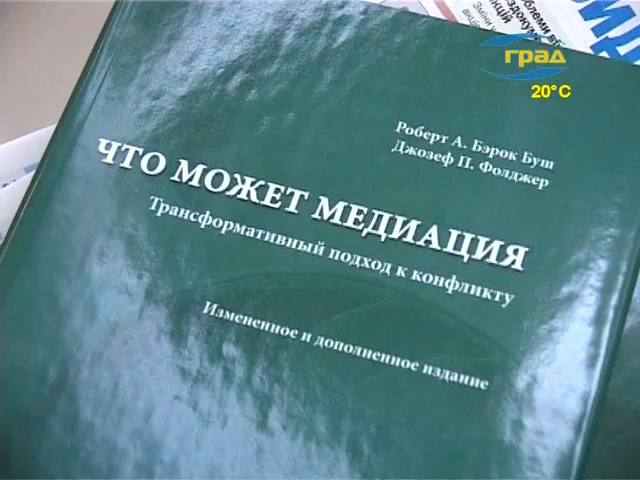 град
20°C
Роберт А. Бэрок Буш
Джозеф П. Фолджер
ЧТО МОЖЕТ МЕДИАЦИЯ
Трансформативный подход к конфликту
Измененное и дополненное издание